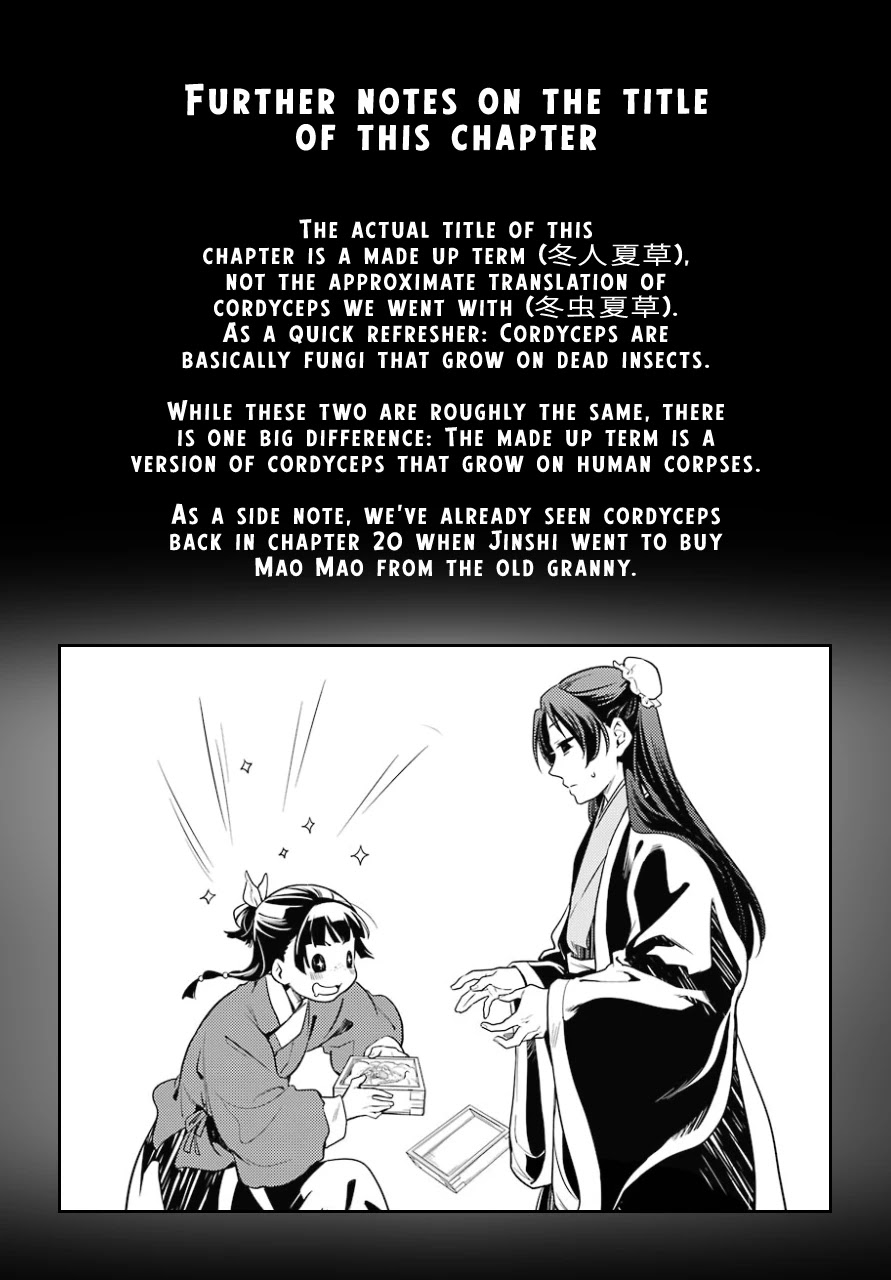 Further notes on the title
of this chapter
The actual title of this
chapter is a made up term (冬人夏草),
not the approximate translation of
cordyceps we went with (冬虫夏草).
As a quick refresher: Cordyceps are
basically fungi that grow on dead insects.
While these two are roughly the same, there
is one big difference: The made up term is a
version of cordyceps that grow on human corpses.
As a side note, we've already seen cordyceps
back in chapter 20 when Jinshi went to buy
Mao Mao from the old granny.